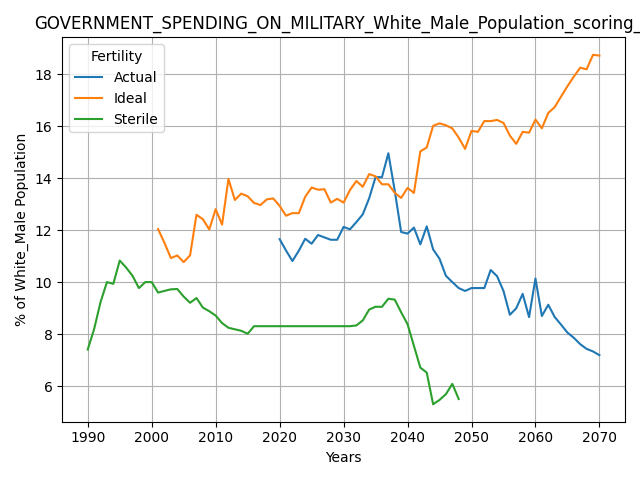 GOVERNMENT_SPENDING_ON_MILITARY_White_Male_Population_scoring_
Fertility
Actual
Ideal
Sterile
% of White_Male Population
18
16
14
12
10
8
6
1990 2000 2010 2020 2030 2040 2050 2060 2070
Years